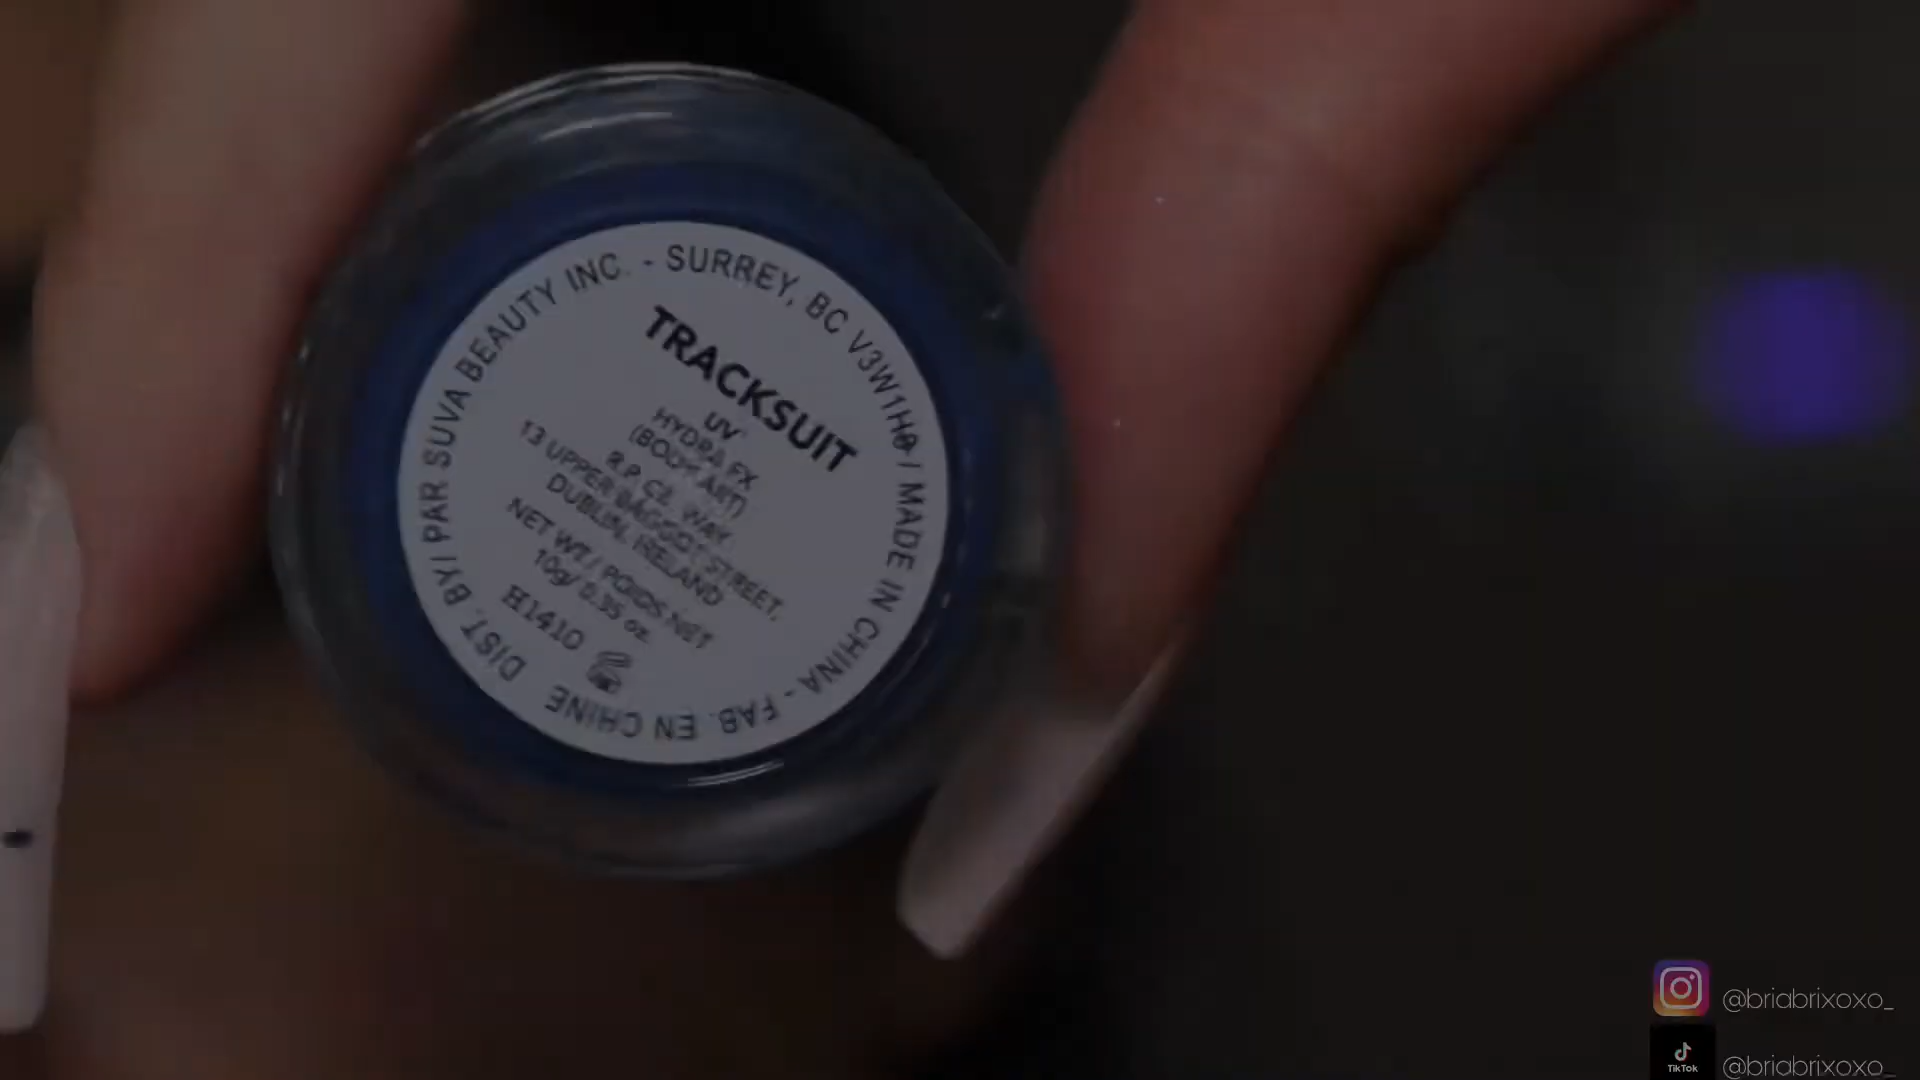 DIST. BY / PAR SUVA BEAUTY INC. - SURREY, BC V3W1H0 / MADE IN CHINA - FAB. EN CHINE
TRACKSUIT
UV
HYDRA FX
(BODY ART)
R.P. C2. WAY.
13 UPPER BAGGOT STREET,
DUBLIN, IRELAND
NET WT / POIDS NET
10g/ 0.35 oz.
H1410
@briabrixoxo_
TikTok
@briabrixoxo_